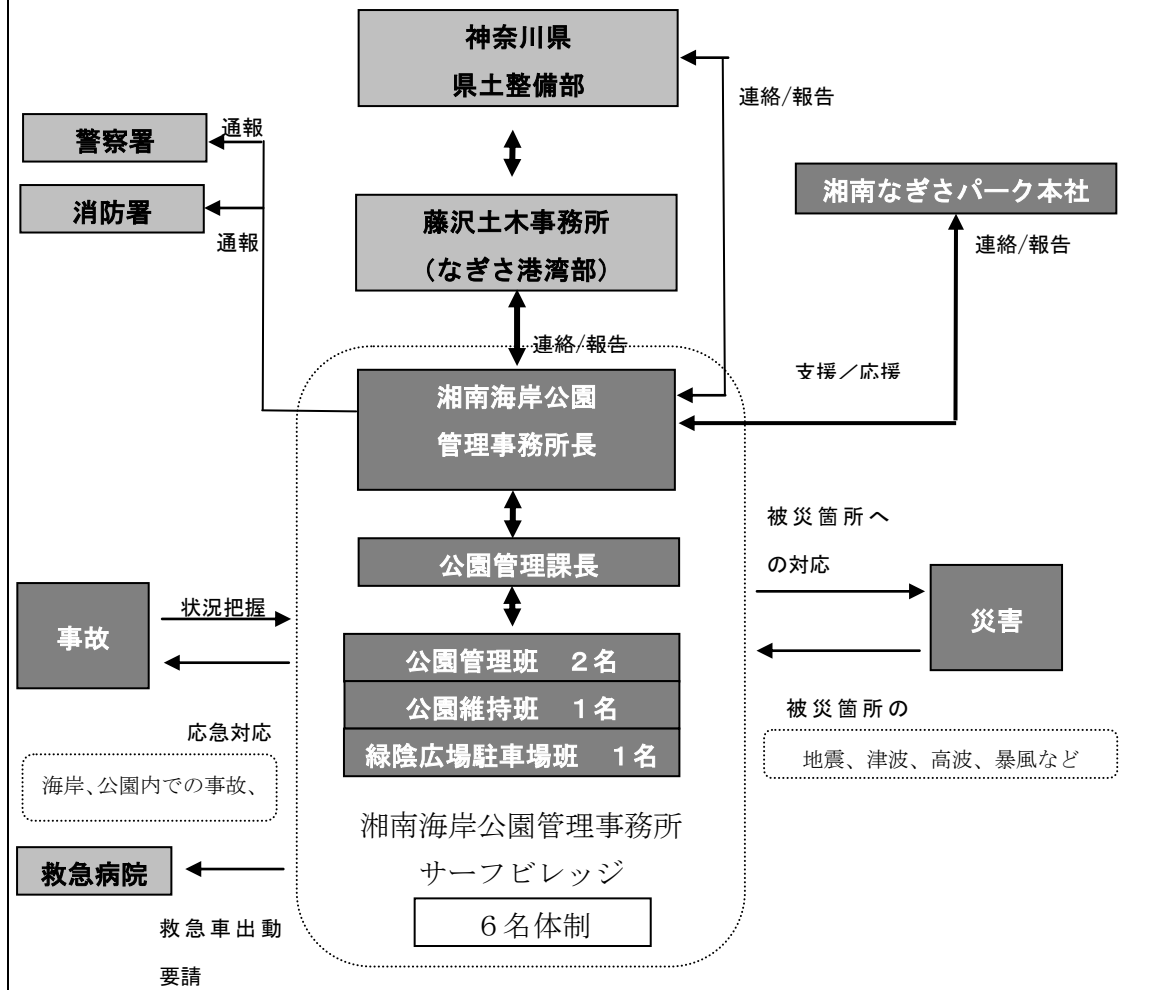 神奈川県
県土整備部
連絡/報告
警察署
通報
消防署
通報
藤沢土木事務所
（なぎさ港湾部）
湘南なぎさパーク本社
連絡/報告
連絡/報告
支援／応援
湘南海岸公園
管理事務所長
公園管理課長
被災箇所へ
の対応
事故
状況把握
災害
公園管理班　２名
公園維持班　１名
緑陰広場駐車場班　１名
応急対応
海岸、公園内での事故、
被災箇所の
地震、津波、高波、暴風など
湘南海岸公園管理事務所
サーフビレッジ
６名体制
救急病院
救急車出動
要請